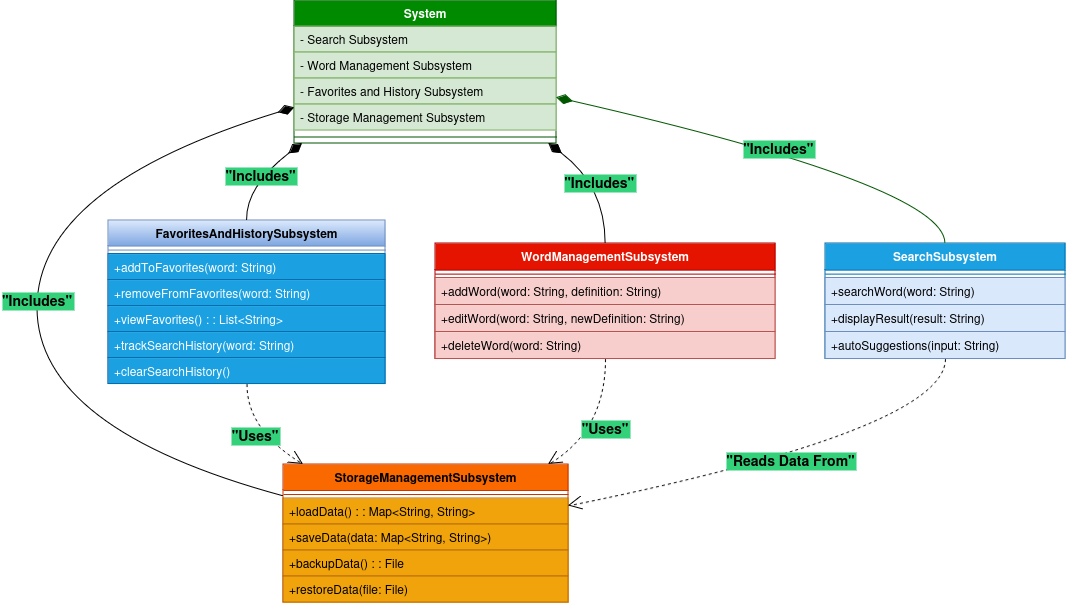 System
- Search Subsystem
- Word Management Subsystem
- Favorites and History Subsystem
- Storage Management Subsystem
"Includes"
"Includes"
"Includes"
"Includes"
FavoritesAndHistorySubsystem
+addToFavorites(word: String)
+removeFromFavorites(word: String)
+viewFavorites() : : List<String>
+trackSearchHistory(word: String)
+clearSearchHistory()
WordManagementSubsystem
+addWord(word: String, definition: String)
+editWord(word: String, newDefinition: String)
+deleteWord(word: String)
SearchSubsystem
+searchWord(word: String)
+displayResult(result: String)
+autoSuggestions(input: String)
"Uses"
"Uses"
"Reads Data From"
StorageManagementSubsystem
+loadData() : : Map<String, String>
+saveData(data: Map<String, String>)
+backupData() : : File
+restoreData(file: File)